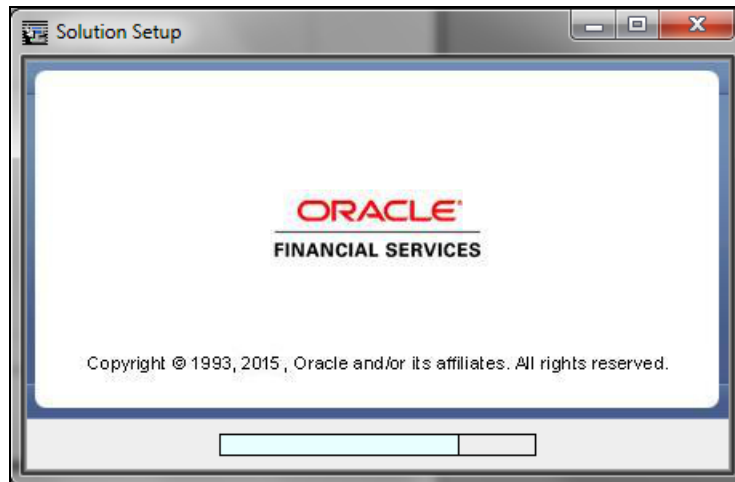 Solution Setup
ORACLE®
FINANCIAL SERVICES
Copyright © 1993, 2015 , Oracle and/or its affiliates. All rights reserved.